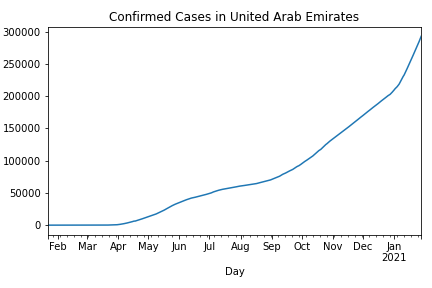 Confirmed Cases in United Arab Emirates
300000
250000
200000
150000
100000
50000
0
Feb Mar Apr May Jun Jul Aug Sep Oct Nov Dec Jan
2021
Day